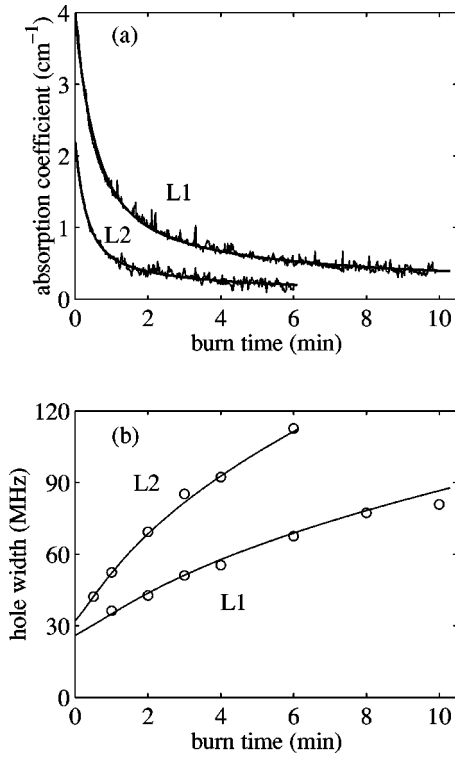 4
(a)
3
L1
2
1
L2
0
0 2 4 6 8 10
burn time (min)
absorption coefficient (cm⁻¹)
120
(b)
90
L2
60
L1
30
0
0 2 4 6 8 10
burn time (min)
hole width (MHz)